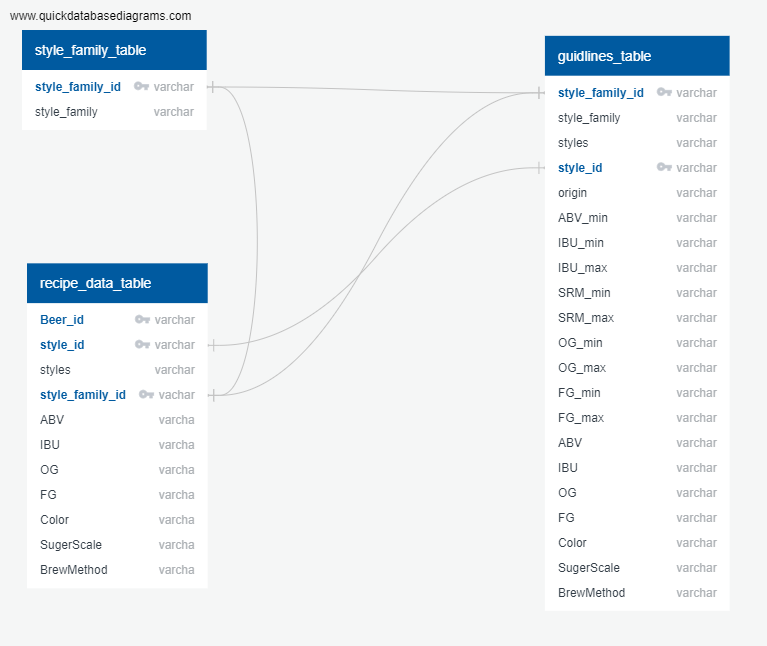 www.quickdatabasediagrams.com
style_family_table
style_family_id varchar
style_family varchar
recipe_data_table
Beer_id varchar
style_id varchar
styles varchar
style_family_id vachar
ABV varcha
IBU varcha
OG varcha
FG varcha
Color varcha
SugerScale varcha
BrewMethod varcha
guidlines_table
style_family_id varchar
style_family varchar
styles varchar
style_id varchar
origin varchar
ABV_min varchar
IBU_min varchar
IBU_max varchar
SRM_min varchar
SRM_max varchar
OG_min varchar
OG_max varchar
FG_min varchar
FG_max varchar
ABV varchar
IBU varchar
OG varchar
FG varchar
Color varchar
SugerScale varchar
BrewMethod varchar